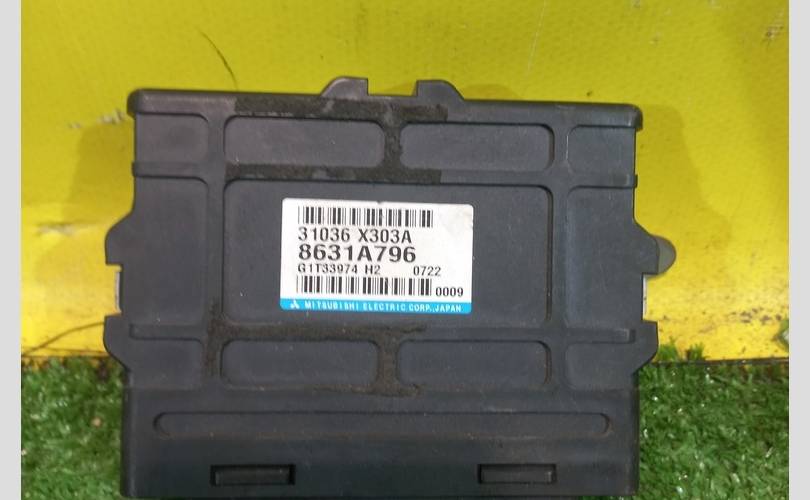 31036 X303A
8631A796
G1T33974 H2 0722
0009
MITSUBISHI ELECTRIC CORP.,JAPAN